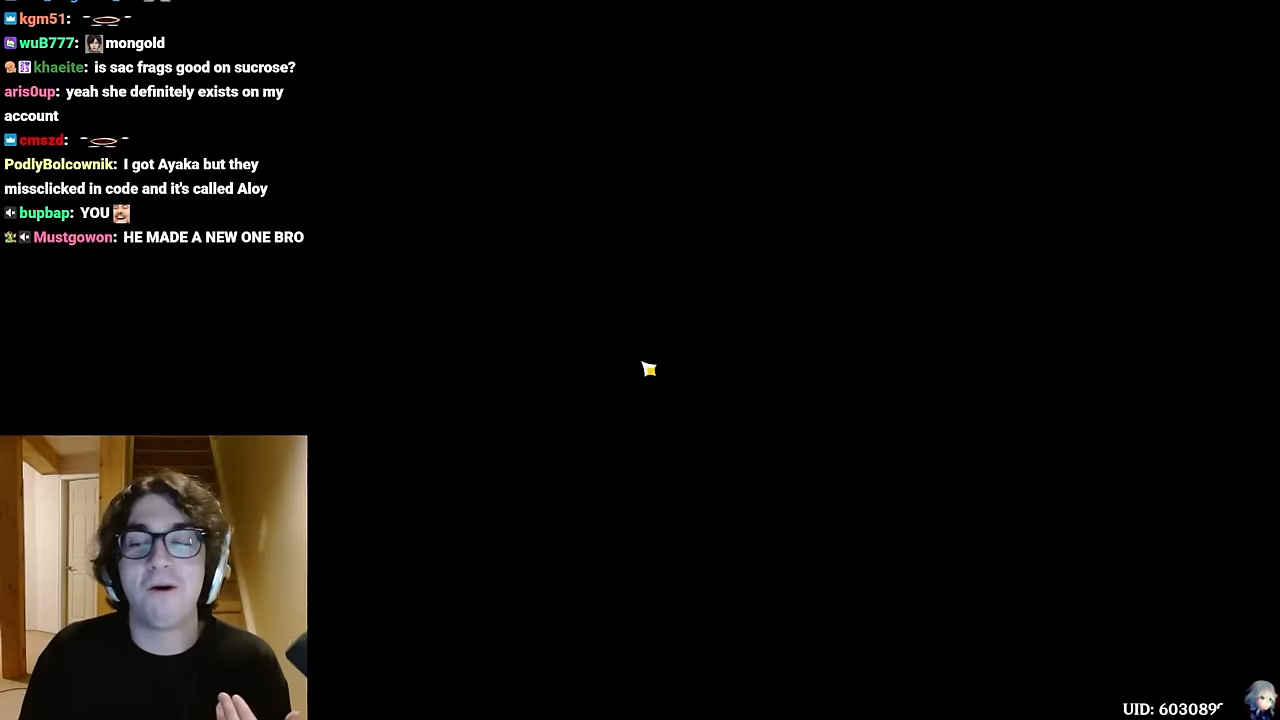 kgm51:
wuB777: mongold
khaeite: is sac frags good on sucrose?
aris0up: yeah she definitely exists on my
account
cmszd:
PodlyBolcownik: I got Ayaka but they
missclicked in code and it's called Aloy
bupbap: YOU
Mustgowon: HE MADE A NEW ONE BRO
UID: 603089